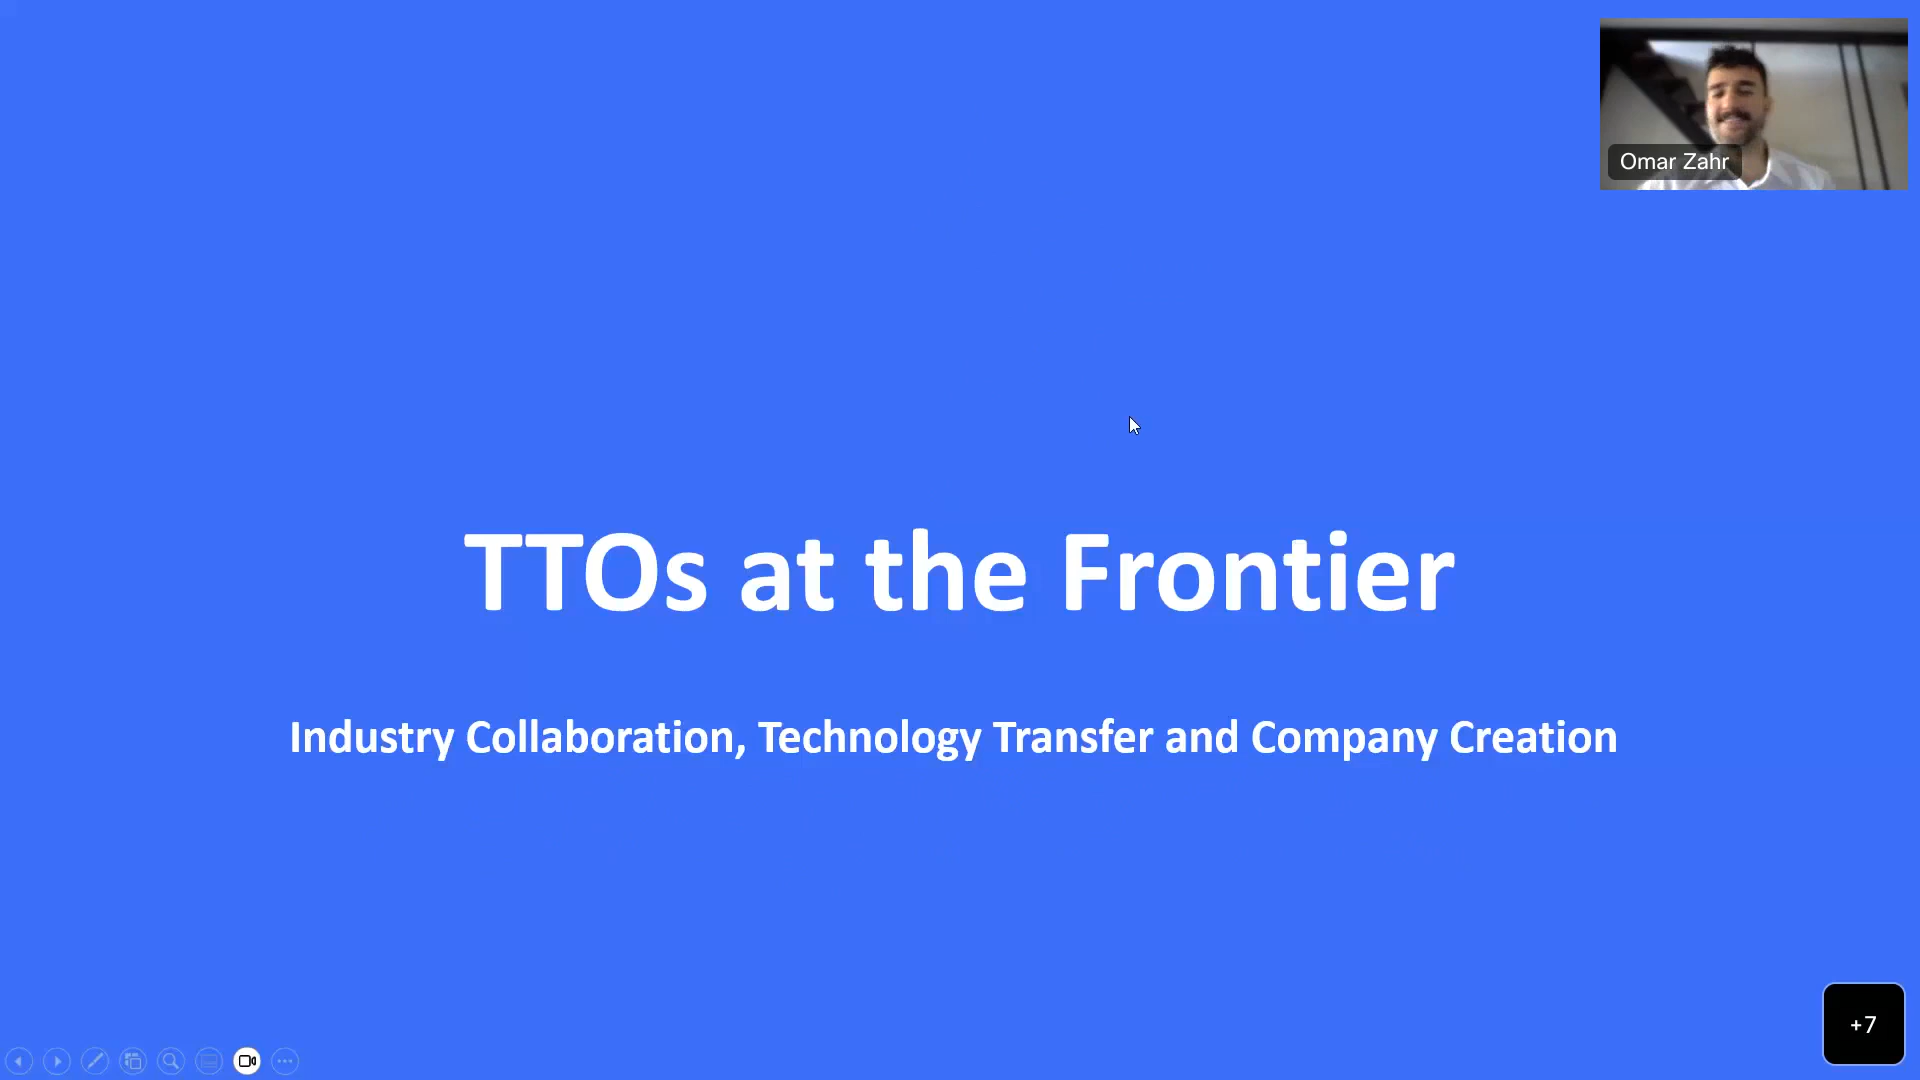 Omar Zahr
TTOs at the Frontier
Industry Collaboration, Technology Transfer and Company Creation
+7